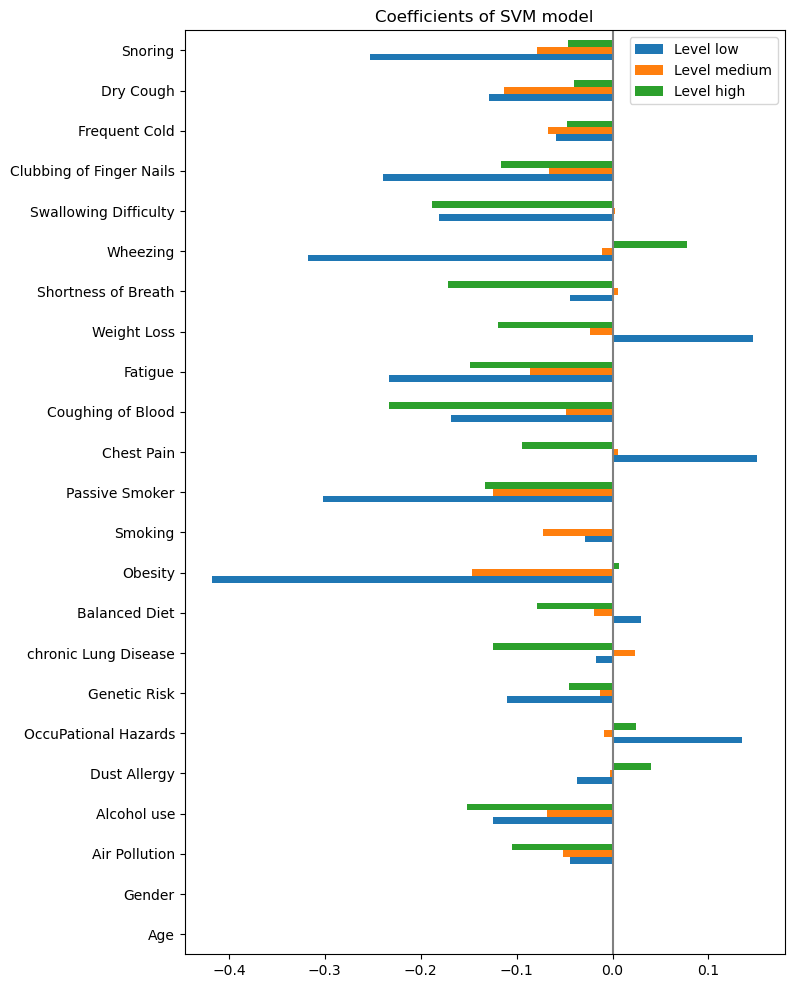 Coefficients of SVM model
Level low
Level medium
Level high
Snoring
Dry Cough
Frequent Cold
Clubbing of Finger Nails
Swallowing Difficulty
Wheezing
Shortness of Breath
Weight Loss
Fatigue
Coughing of Blood
Chest Pain
Passive Smoker
Smoking
Obesity
Balanced Diet
chronic Lung Disease
Genetic Risk
OccuPational Hazards
Dust Allergy
Alcohol use
Air Pollution
Gender
Age
−0.4 −0.3 −0.2 −0.1 0.0 0.1